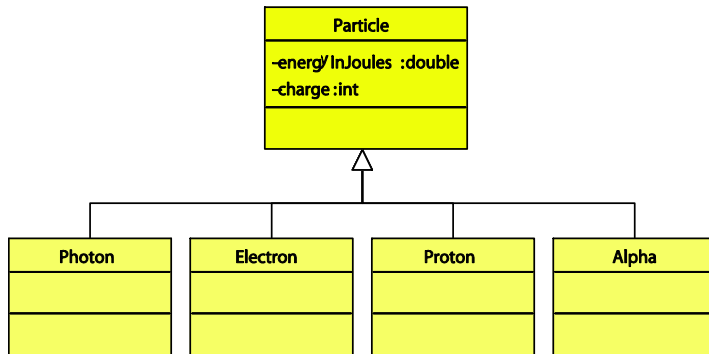 Particle
-energyInJoules :double
-charge :int
Photon
Electron
Proton
Alpha